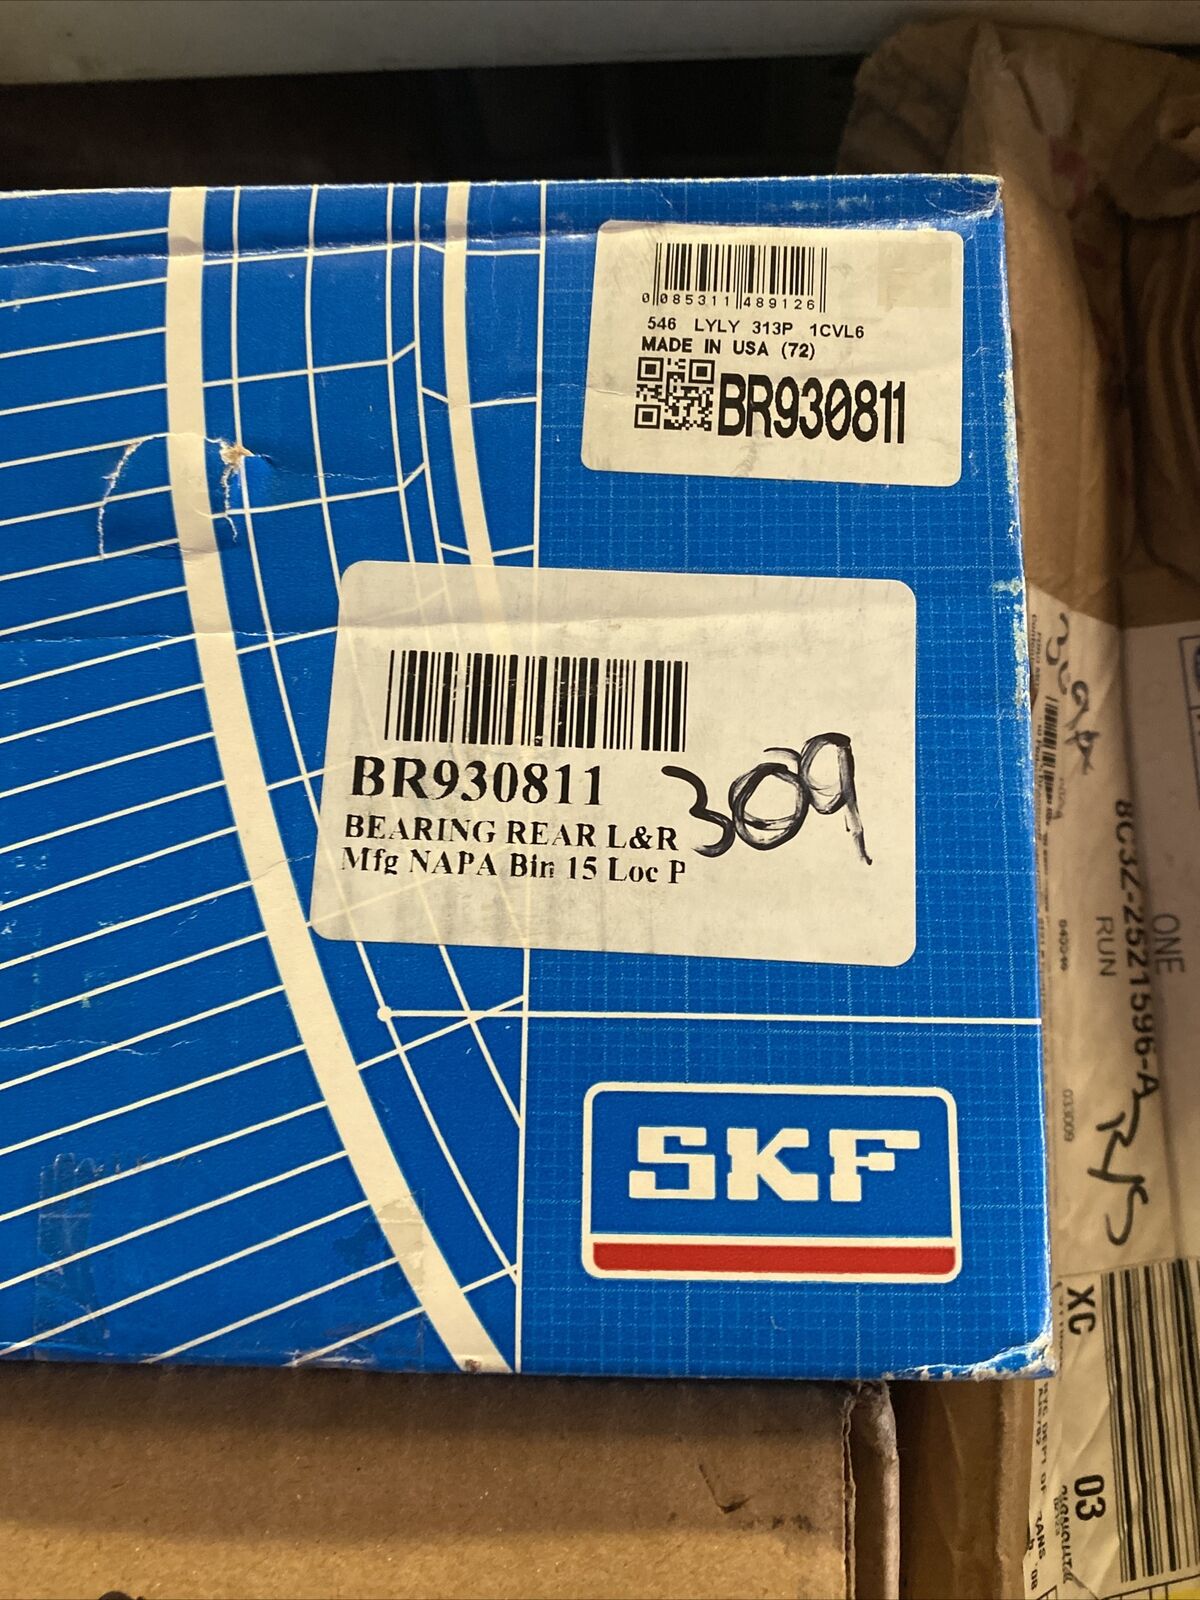 0 085311 489126
546 LYLY 313P 1CVL6
MADE IN USA (72)
BR930811
BR930811
BEARING REAR L&R
Mfg NAPA Bin 15 Loc P
309
SKF
8C3Z-2521596-A
ONE
RUN
033009
R/S
XC
03